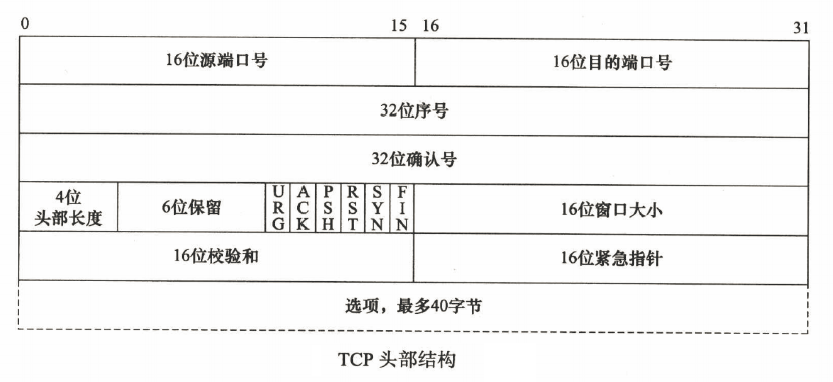 0 15 16 31
16位源端口号 16位目的端口号
32位序号
32位确认号
4位
头部长度
6位保留
URG
ACK
PSH
RST
SYN
FIN
16位窗口大小
16位校验和 16位紧急指针
选项，最多40字节
TCP 头部结构